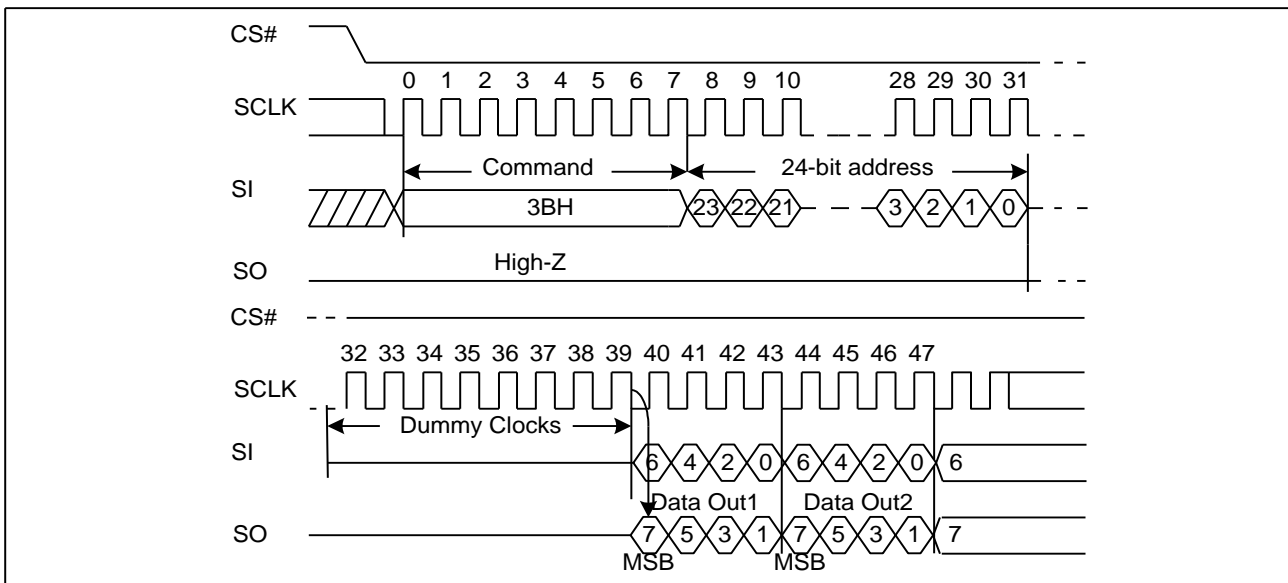 CS#
0 1 2 3 4 5 6 7 8 9 10 28 29 30 31
SCLK
Command 24-bit address
SI
3BH 23 22 21 3 2 1 0
High-Z
SO
CS#
32 33 34 35 36 37 38 39 40 41 42 43 44 45 46 47
SCLK
Dummy Clocks
SI
6 4 2 0 6 4 2 0 6
Data Out1 Data Out2
SO
7 5 3 1 7 5 3 1 7
MSB MSB